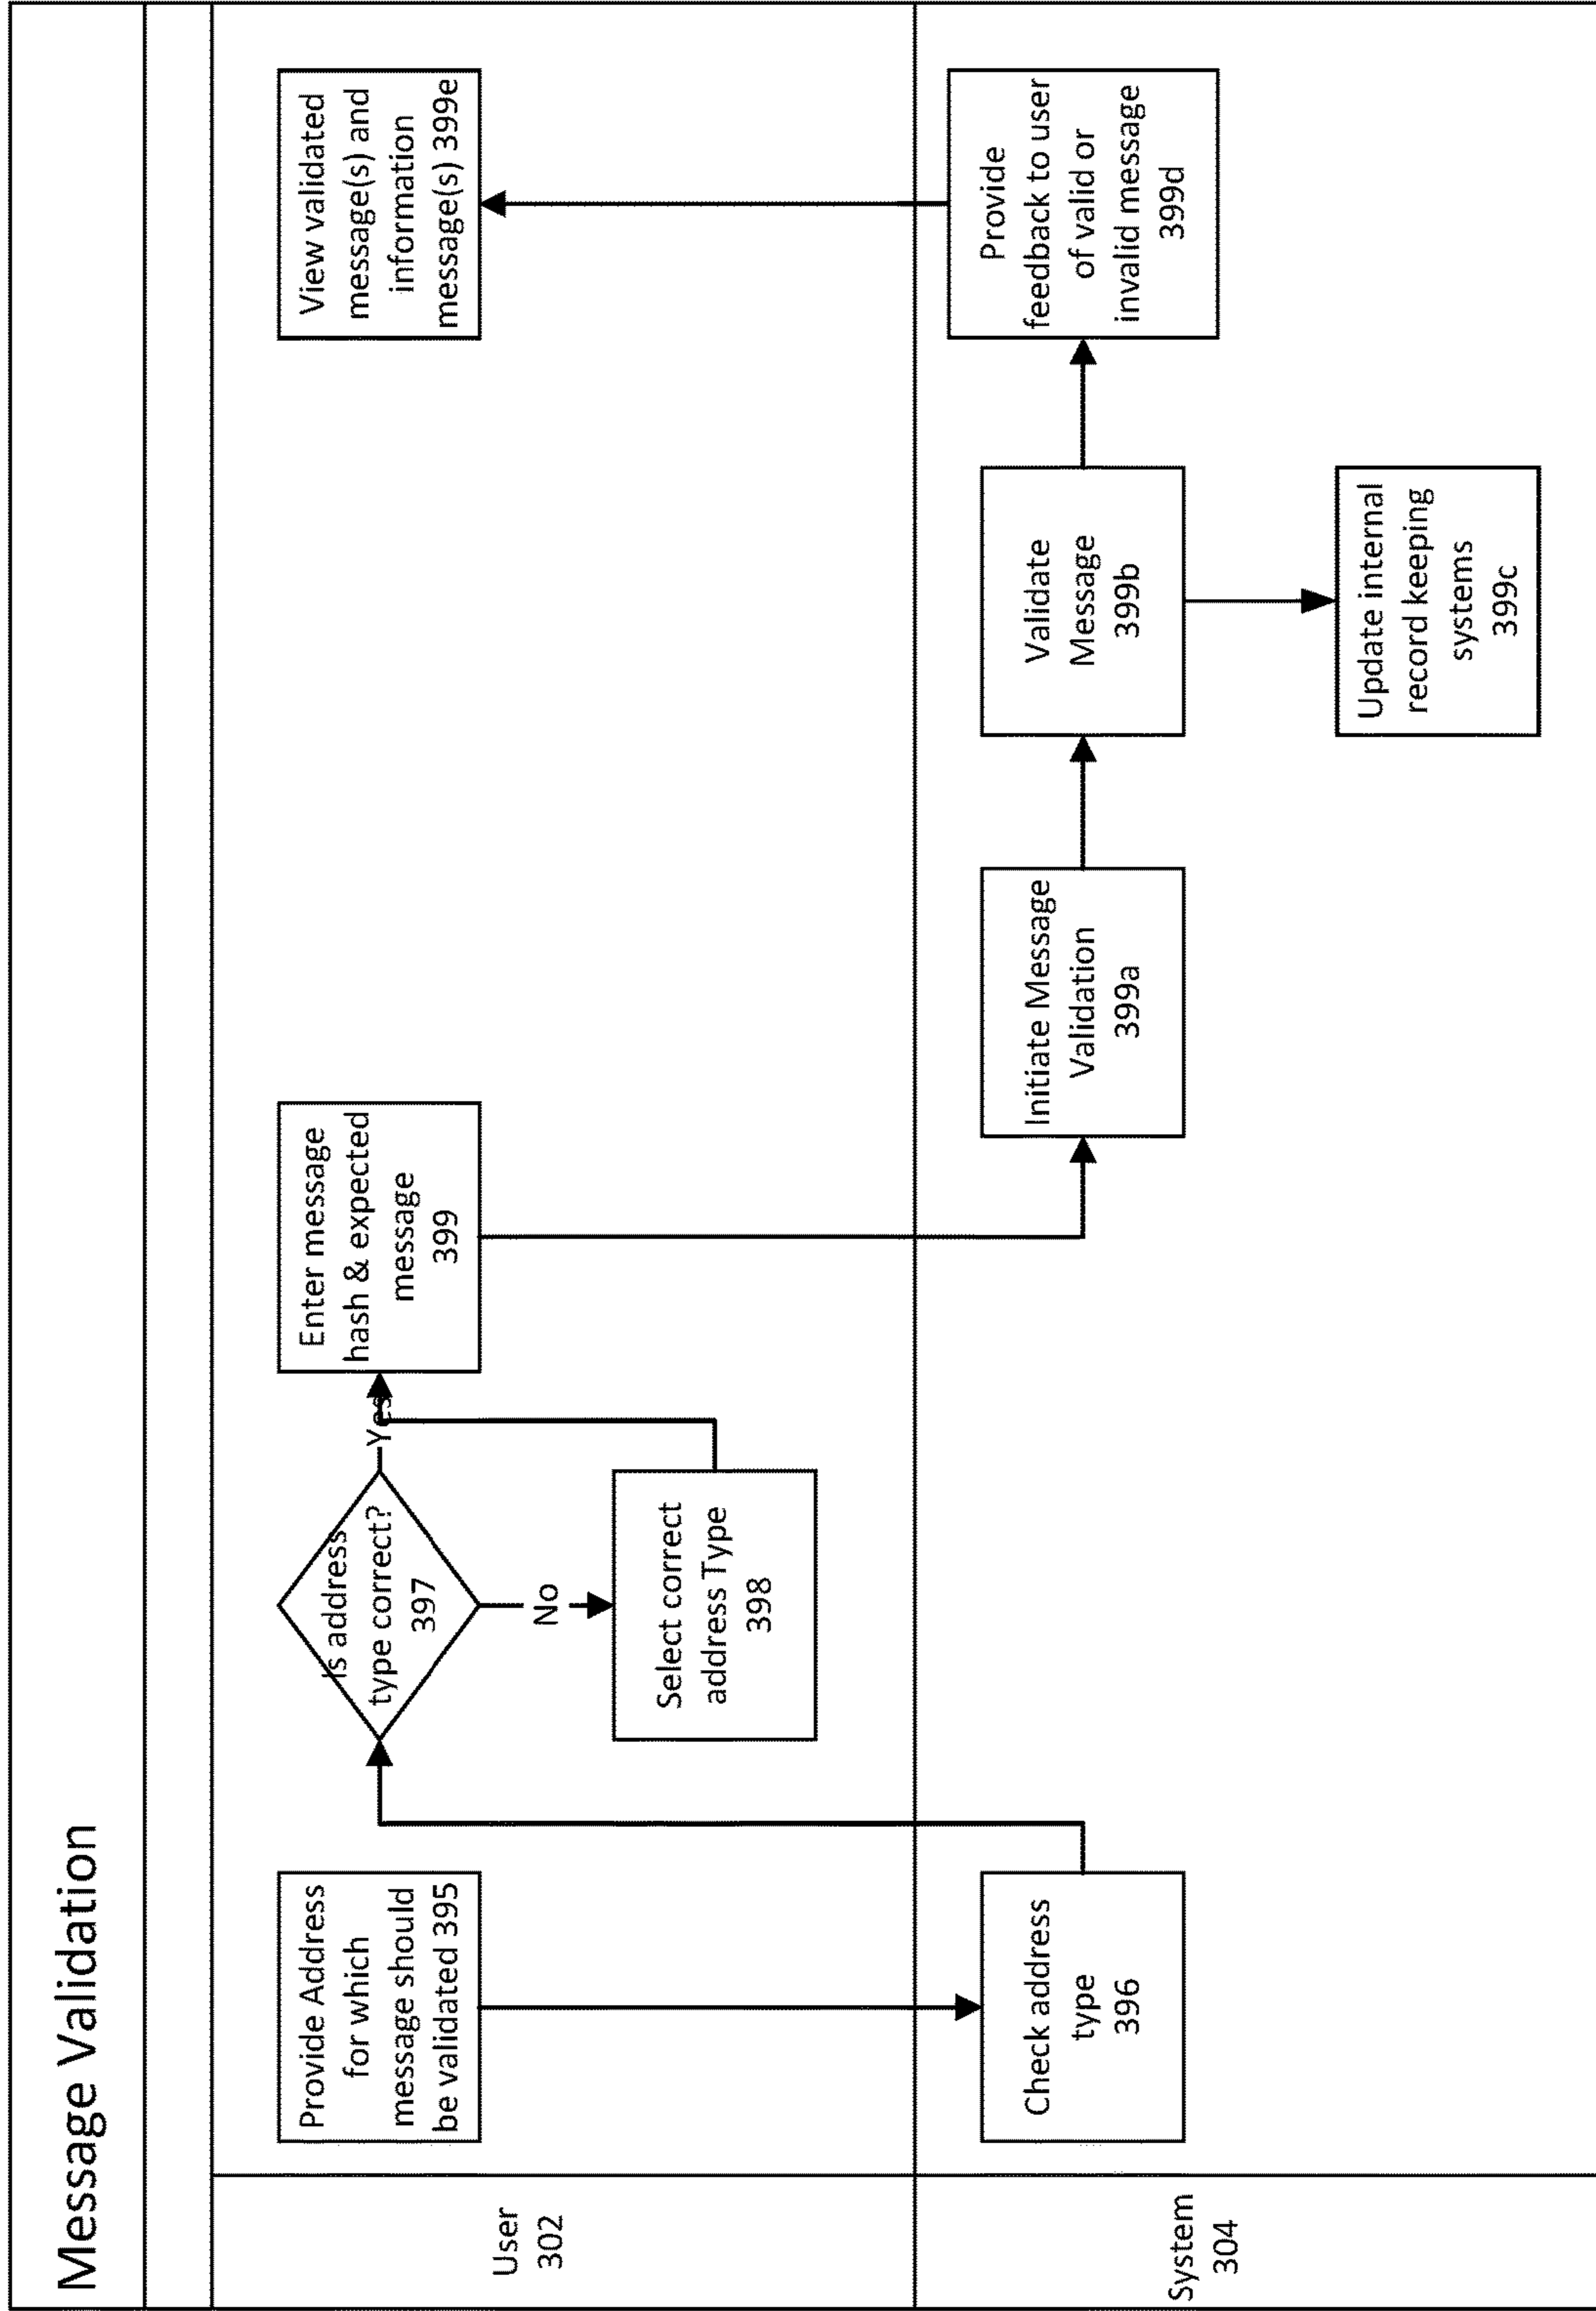 Message Validation
User
302
Provide Address
for which
message should
be validated 395
Is address
type correct?
397
Yes
No
Select correct
address Type
398
Enter message
hash & expected
message
399
View validated
message(s) and
information
message(s) 399e
System
304
Check address
type
396
Initiate Message
Validation
399a
Validate
Message
399b
Update internal
record keeping
systems
399c
Provide
feedback to user
of valid or
invalid message
399d